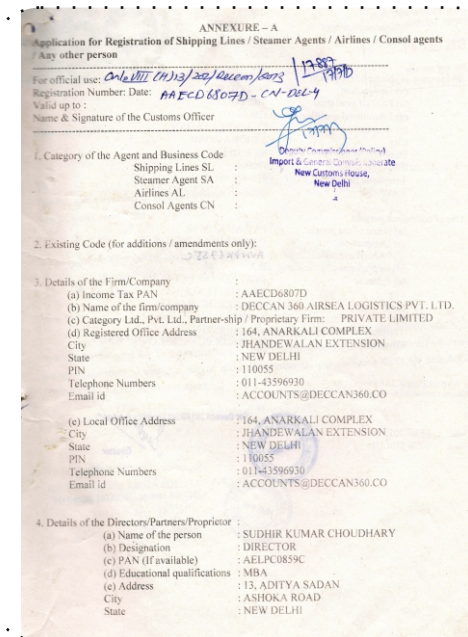 ANNEXURE – A
Application for Registration of Shipping Lines / Steamer Agents / Airlines / Consol agents
/ Any other person
For official use:
Registration Number: Date: AAECD6807D - CN - DEL4
Valid up to :
Name & Signature of the Customs Officer
Import & General Commissionerate
New Customs House,
New Delhi
1. Category of the Agent and Business Code
Shipping Lines SL :
Steamer Agent SA :
Airlines AL :
Consol Agents CN :
2. Existing Code (for additions / amendments only):
3. Details of the Firm/Company :
(a) Income Tax PAN : AAECD6807D
(b) Name of the firm/company : DECCAN 360 AIRSEA LOGISTICS PVT. LTD.
(c) Category Ltd., Pvt. Ltd., Partner-ship / Proprietary Firm: PRIVATE LIMITED
(d) Registered Office Address : 164, ANARKALI COMPLEX
City : JHANDEWALAN EXTENSION
State : NEW DELHI
PIN : 110055
Telephone Numbers : 011-43596930
Email id : ACCOUNTS@DECCAN360.CO
(e) Local Office Address : 164, ANARKALI COMPLEX
City : JHANDEWALAN EXTENSION
State : NEW DELHI
PIN : 110055
Telephone Numbers : 011-43596930
Email id : ACCOUNTS@DECCAN360.CO
4. Details of the Directors/Partners/Proprietor :
(a) Name of the person : SUDHIR KUMAR CHOUDHARY
(b) Designation : DIRECTOR
(c) PAN (If available) : AELPC0859C
(d) Educational qualifications : MBA
(e) Address : 13, ADITYA SADAN
City : ASHOKA ROAD
State : NEW DELHI